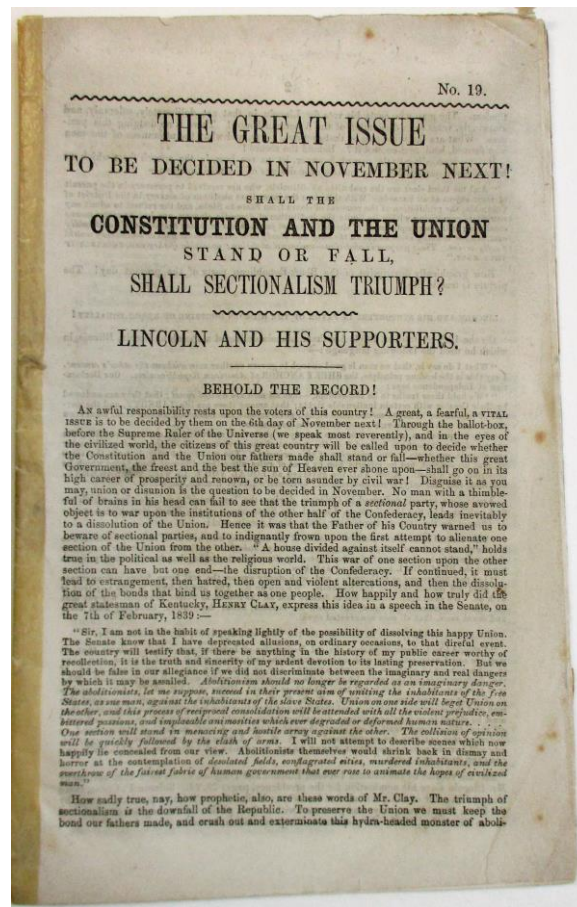 No. 19.
THE GREAT ISSUE
TO BE DECIDED IN NOVEMBER NEXT!
SHALL THE
CONSTITUTION AND THE UNION
STAND OR FALL,
SHALL SECTIONALISM TRIUMPH?
LINCOLN AND HIS SUPPORTERS.
BEHOLD THE RECORD!
AN awful responsibility rests upon the voters of this country! A great, a fearful, a VITAL
ISSUE is to be decided by them on the 6th day of November next! Through the ballot-box,
before the Supreme Ruler of the Universe (we speak most reverently), and in the eyes of
the civilized world, the citizens of this great country will be called upon to decide whether
the Constitution and the Union our fathers made shall stand or fall—whether this great
Government, the freest and the best the sun of Heaven ever shone upon—shall go on in its
high career of prosperity and renown, or be torn asunder by civil war! Disguise it as you
may, union or disunion is the question to be decided in November. No man with a thimble-
ful of brains in his head can fail to see that the triumph of a sectional party, whose avowed
object is to war upon the institutions of the other half of the Confederacy, leads inevitably
to a dissolution of the Union. Hence it was that the Father of his Country warned us to
beware of sectional parties, and to indignantly frown upon the first attempt to alienate one
section of the Union from the other. "A house divided against itself cannot stand," holds
true in the political as well as the religious world. This war of one section upon the other
section can have but one end—the disruption of the Confederacy. If continued, it must
lead to estrangement, then hatred, then open and violent altercations, and then the dissolu-
tion of the bonds that bind us together as one people. How happily and how truly did the
great statesman of Kentucky, HENRY CLAY, express this idea in a speech in the Senate, on
the 7th of February, 1839:—
"Sir, I am not in the habit of speaking lightly of the possibility of dissolving this happy Union.
The Senate know that I have deprecated allusions, on ordinary occasions, to that direful event.
The country will testify that, if there be anything in the history of my public career worthy of
recollection, it is the truth and sincerity of my ardent devotion to its lasting preservation. But we
should be false in our allegiance if we did not discriminate between the imaginary and real dangers
by which it may be assailed. Abolitionism should no longer be regarded as an imaginary danger.
The abolitionists, let me suppose, succeed in their present aim of uniting the inhabitants of the free
States, as one man, against the inhabitants of the slave States. Union on one side will beget Union on
the other, and this process of reciprocal consolidation will be attended with all the violent prejudice, em-
bittered passions, and implacable animosities which ever degraded or deformed human nature. . . . .
One section will stand in menacing and hostile array against the other. The collision of opinion
will be quickly followed by the clash of arms. I will not attempt to describe scenes which now
happily lie concealed from our view. Abolitionists themselves would shrink back in dismay and
horror at the contemplation of desolated fields, conflagrated cities, murdered inhabitants, and the
overthrow of the fairest fabric of human government that ever rose to animate the hopes of civilized
man."
How sadly true, nay, how prophetic, also, are these words of Mr. Clay. The triumph of
sectionalism is the downfall of the Republic. To preserve the Union we must keep the
bond our fathers made, and crush out and exterminate this hydra-headed monster of aboli-